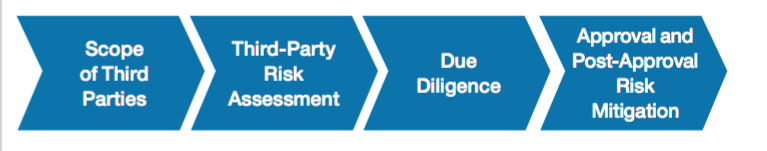 Scope
of Third
Parties
Third-Party
Risk
Assessment
Due
Diligence
Approval and
Post-Approval
Risk
Mitigation